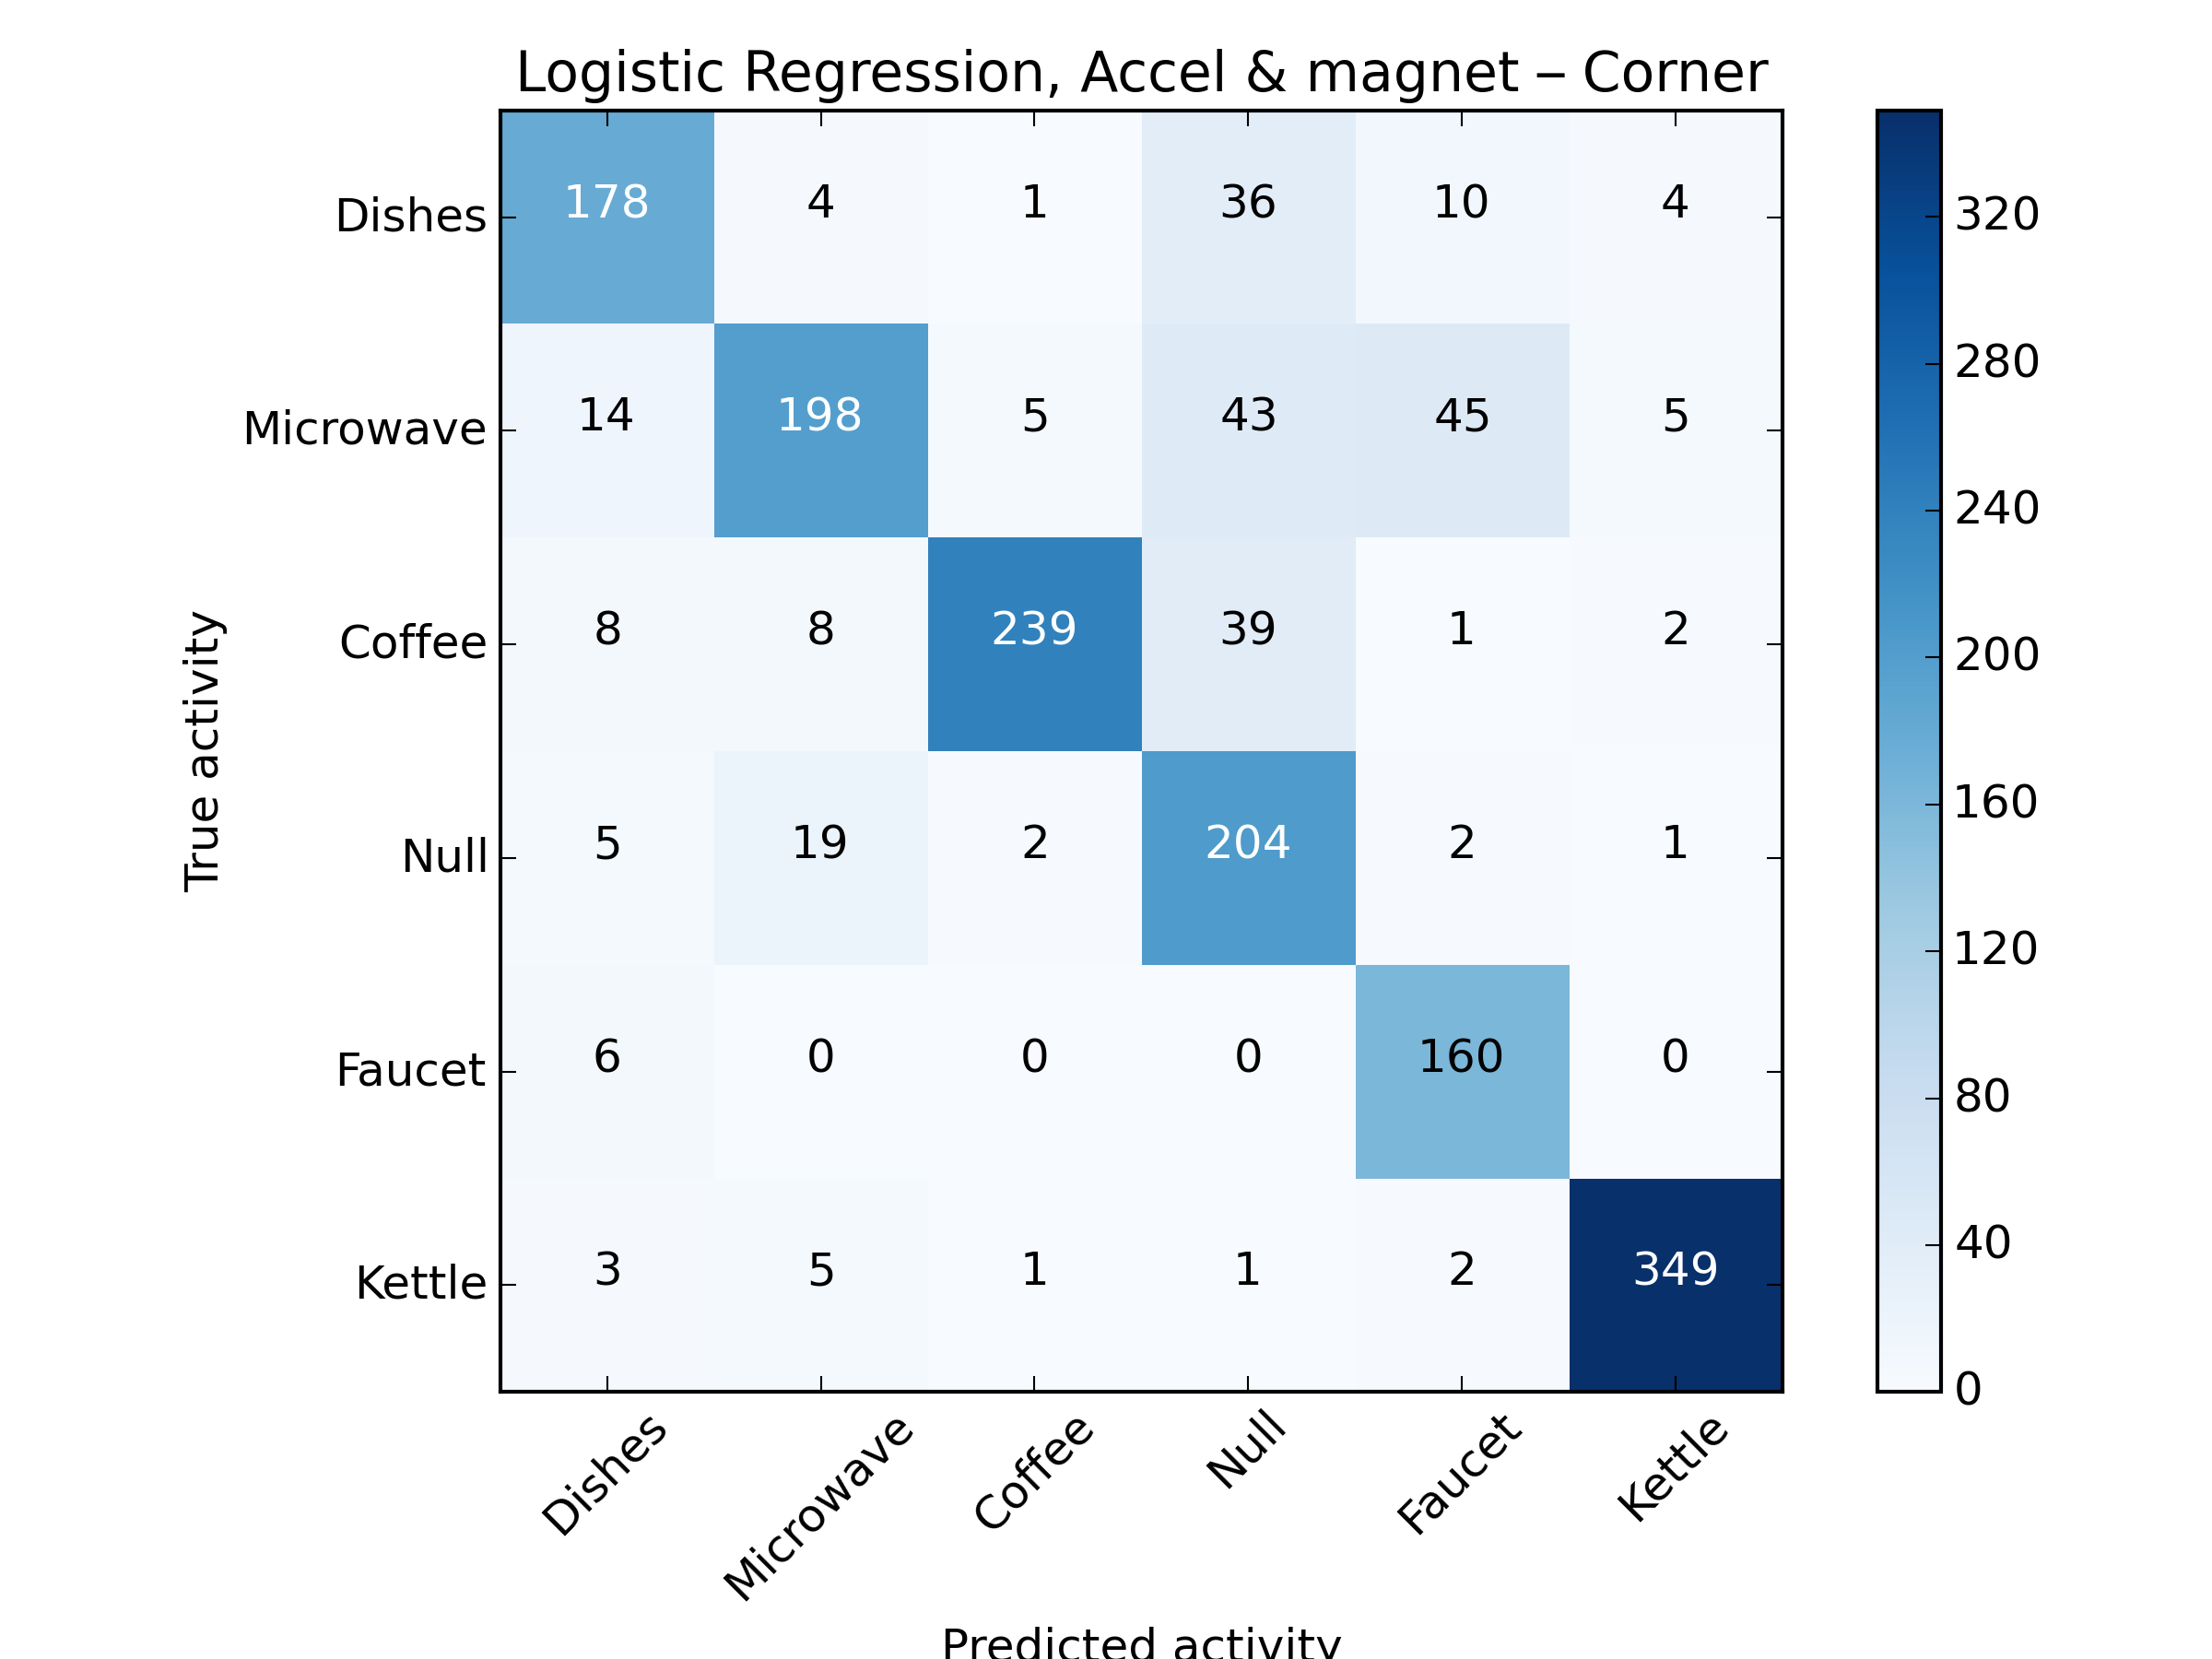 Logistic Regression, Accel & magnet – Corner
Dishes 178 4 1 36 10 4
Microwave 14 198 5 43 45 5
Coffee 8 8 239 39 1 2
Null 5 19 2 204 2 1
Faucet 6 0 0 0 160 0
Kettle 3 5 1 1 2 349
True activity
Dishes Microwave Coffee Null Faucet Kettle
Predicted activity
320
280
240
200
160
120
80
40
0